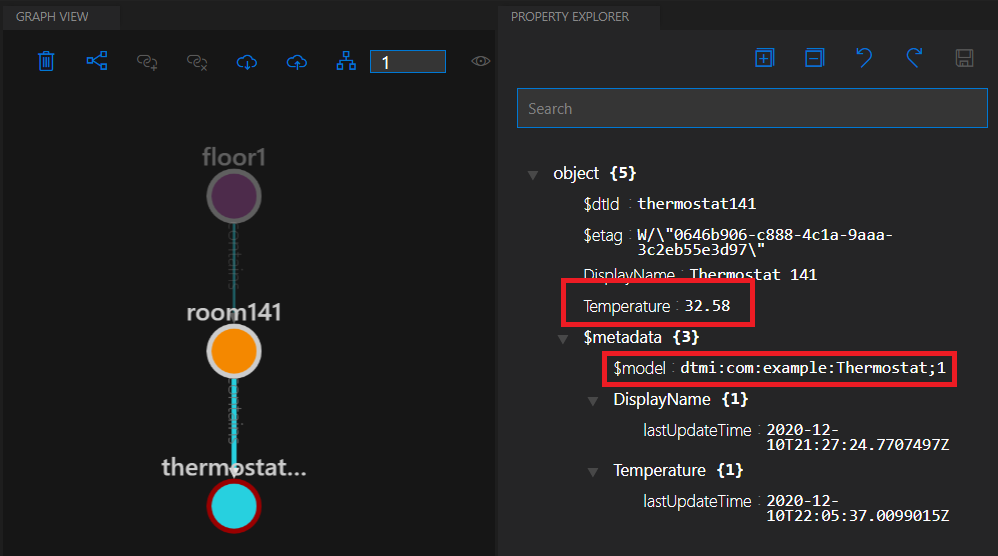 GRAPH VIEW
1
floor1
contains
room141
contains
thermostat...
PROPERTY EXPLORER
Search
object {5}
$dtId : thermostat141
$etag : W/\"0646b906-c888-4c1a-9aaa-
3c2eb55e3d97\"
DisplayName : Thermostat 141
Temperature : 32.58
$metadata {3}
$model : dtmi:com:example:Thermostat;1
DisplayName {1}
lastUpdateTime : 2020-12-
10T21:27:24.7707497Z
Temperature {1}
lastUpdateTime : 2020-12-
10T22:05:37.0099015Z